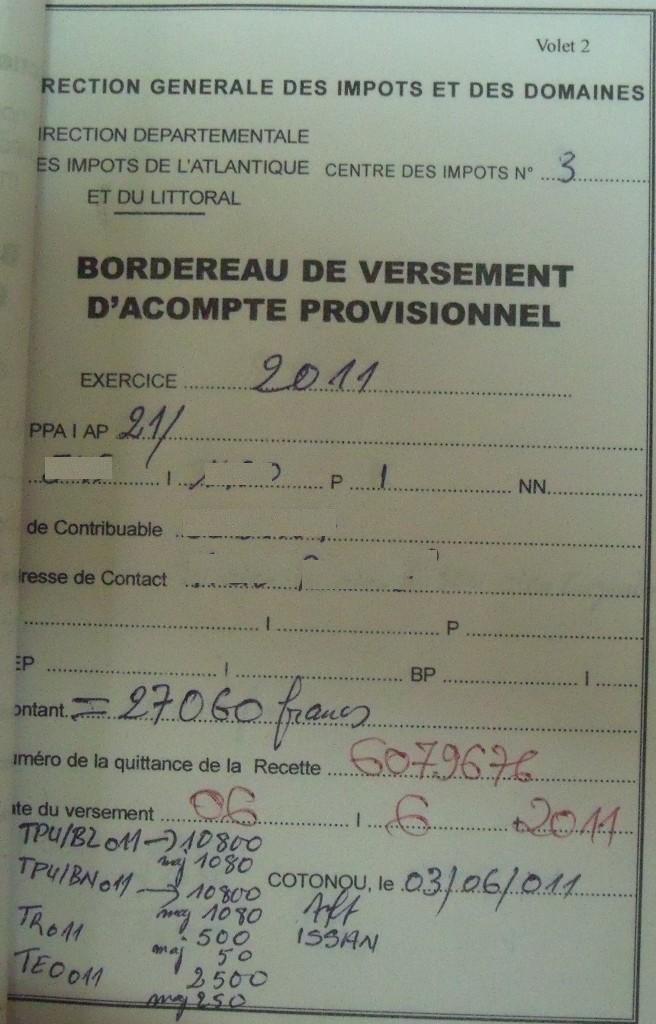 Volet 2
RECTION GENERALE DES IMPOTS ET DES DOMAINES
IRECTION DEPARTEMENTALE
ES IMPOTS DE L'ATLANTIQUE CENTRE DES IMPOTS N° 3
ET DU LITTORAL
BORDEREAU DE VERSEMENT
D'ACOMPTE PROVISIONNEL
EXERCICE 2011
PPA I AP 21/
I P 1 NN
de Contribuable
resse de Contact
I P
EP I BP I
ontant = 27060 francs
uméro de la quittance de la Recette 6079676
te du versement 06 I 6 2011
TPU/BZ011 → 10800
maj 1080
TPU/BN011 → 10800 COTONOU, le 03/06/011
maj 1080
TR011 500 ISSIAN
maj 50
TEO011 2500
maj 250